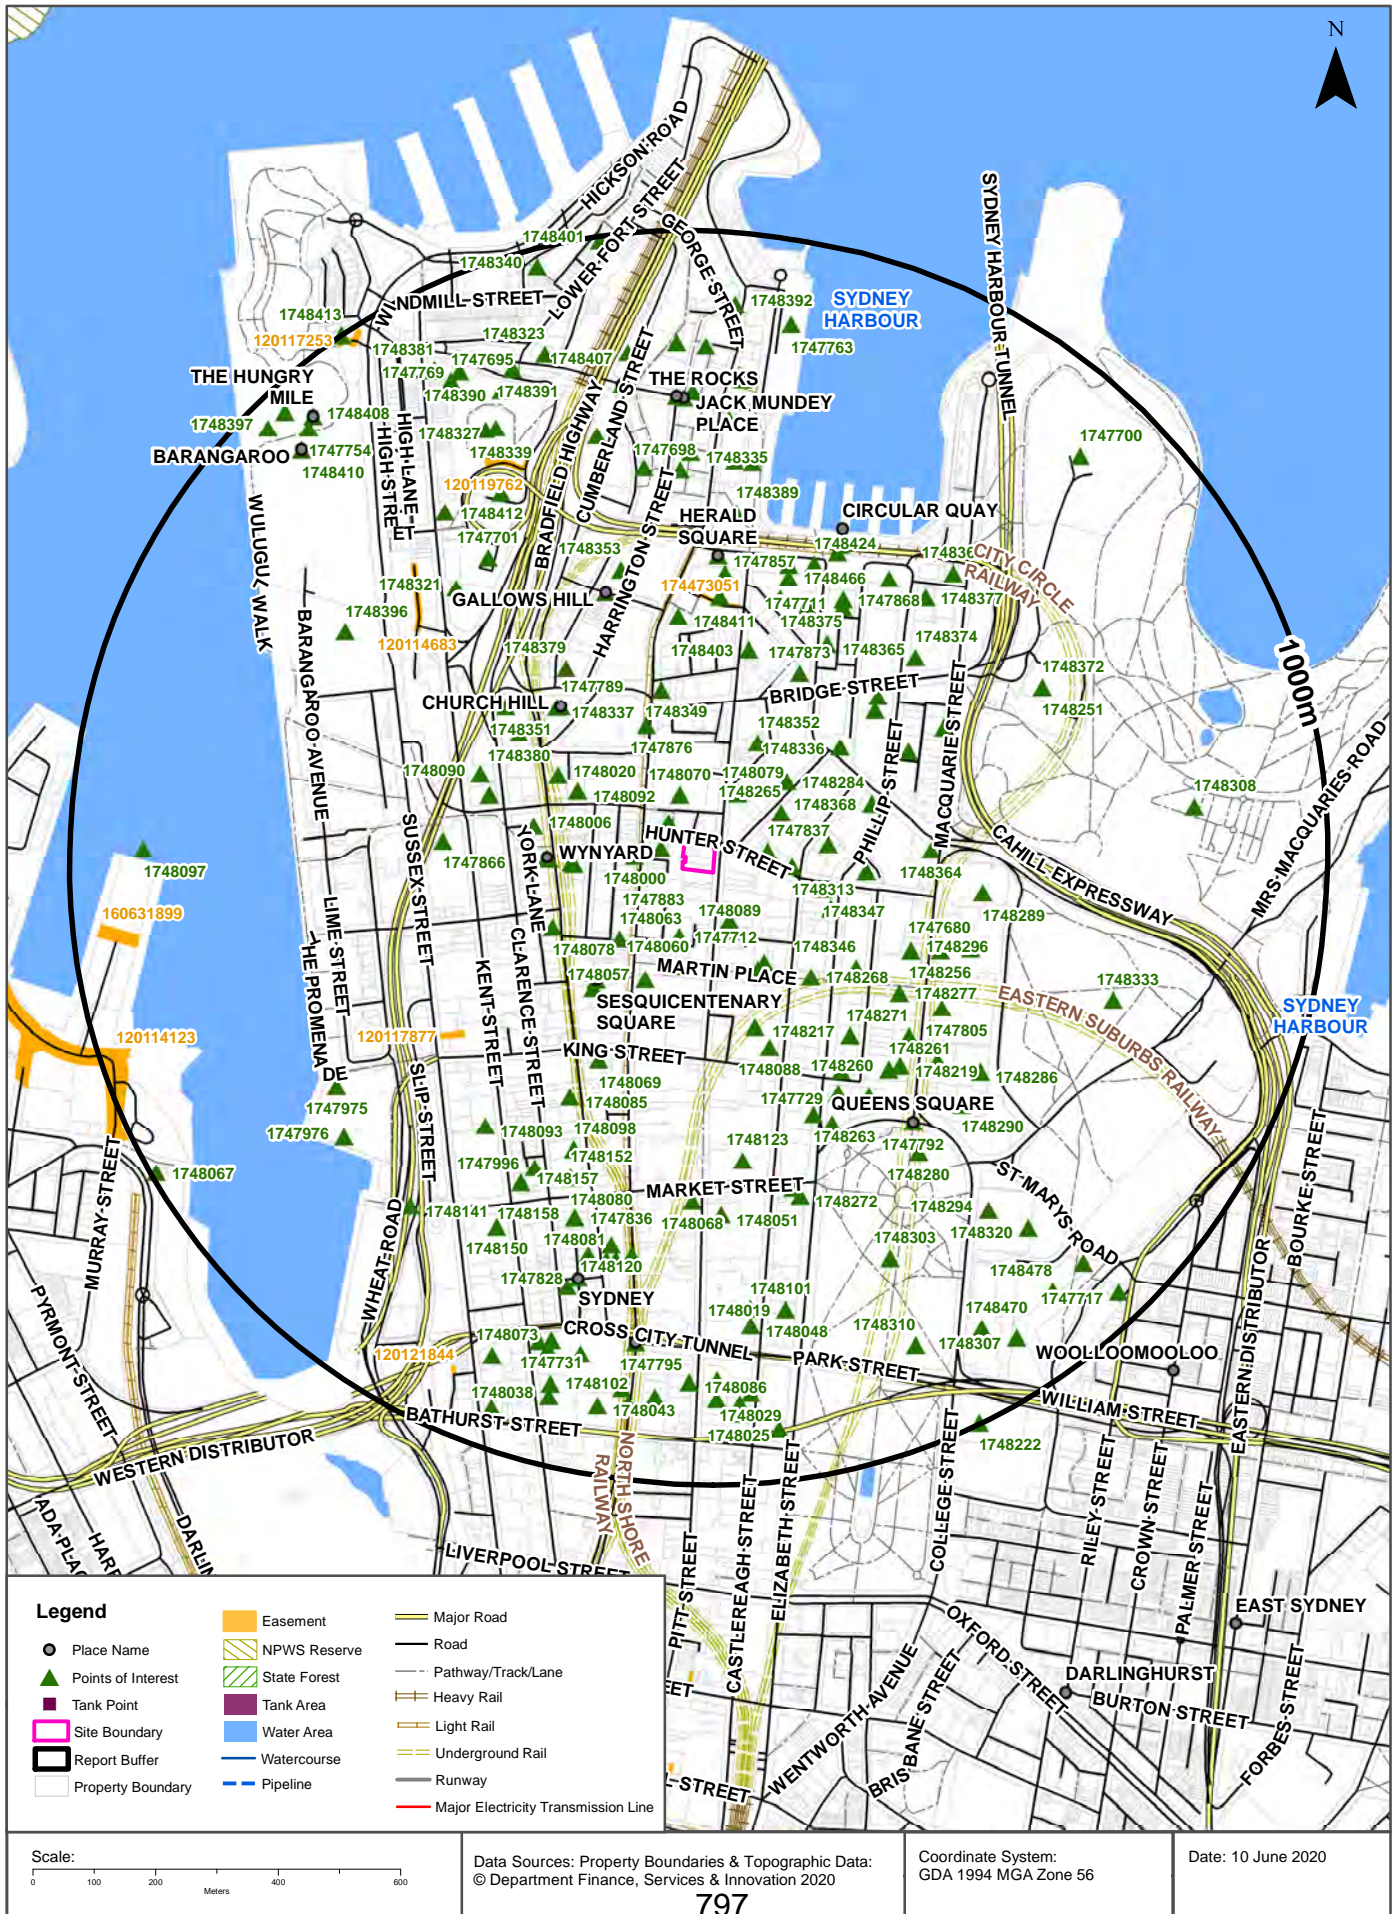 N
HICKSON ROAD
LOWER FORT STREET
GEORGE STREET
SYDNEY HARBOUR TUNNEL
1748401
1748340
WINDMILL STREET
1748392
SYDNEY
HARBOUR
1748413
1748323
120117253
1747763
1748381
1747695
1748407
1747769
THE HUNGRY
MILE
THE ROCKS
1748390
1748391
JACK MUNDEY
PLACE
1748408
1748397
1748327
HIGH LANE
HIGH STREET
BRADFIELD HIGHWAY
CUMBERLAND STREET
1747700
BARANGAROO
1747754
1748339
1747698
1748335
1748410
120119762
1748389
WULUGUL WALK
1748412
HERALD
SQUARE
CIRCULAR QUAY
1747701
1748353
HARRINGTON STREET
1747857
1748424
CITY CIRCLE
RAILWAY
1748466
1748321
GALLOWS HILL
174473051
1747711
1747868
1748377
1748396
1748411
1748375
120114683
1748379
1748403
1747873
1748365
1748374
BARANGAROO AVENUE
1748372
1000m
1747789
BRIDGE STREET
MACQUARIE STREET
CHURCH HILL
1748337
1748349
1748251
1748351
1748352
1747876
1748336
PHILLIP STREET
1748380
1748090
1748020
1748070
1748079
1748284
1748092
1748265
1748368
1748308
MRS MACQUARIES ROAD
1748006
1747837
HUNTER STREET
CAHILL EXPRESSWAY
SUSSEX STREET
YORK LANE
1747866
WYNYARD
1748097
1748000
1748313
1748364
1747883
160631899
1748063
1748089
1748347
1748289
LIME STREET
THE PROMENADE
CLARENCE STREET
KENT STREET
1748078
1748060
1747712
1748346
1747680
1748296
MARTIN PLACE
1748057
1748268
1748256
SESQUICENTENARY
SQUARE
1748277
EASTERN SUBURBS RAILWAY
1748333
SYDNEY
HARBOUR
120114123
120117877
1748217
1748271
1747805
KING STREET
1748261
1748088
1748260
1748219
1748286
SLIP STREET
1748069
1747975
1748085
1747729
QUEENS SQUARE
1747976
1748093
1748098
1748263
1748290
1747792
MURRAY STREET
1748123
1748067
1747996
1748152
1748280
ST MARYS ROAD
BOURKE STREET
1748157
MARKET STREET
1748141
1748158
1748080
1748272
1748294
WHEAT ROAD
1747836
1748068
1748051
1748320
1748150
1748081
1748303
1748120
1747828
1748478
PYRMONT STREET
SYDNEY
1748101
1747717
EASTERN DISTRIBUTOR
1748019
1748470
1748073
CROSS CITY TUNNEL
1748048
1748310
1748307
120121844
1747731
1747795
PARK STREET
WOOLLOOMOOLOO
1748038
1748102
1748086
1748043
1748029
WILLIAM STREET
BATHURST STREET
1748025
1748222
WESTERN DISTRIBUTOR
NORTH SHORE
RAILWAY
COLLEGE STREET
RILEY STREET
CROWN STREET
PALMER STREET
CASTLEREAGH STREET
ELIZABETH STREET
PITT STREET
LIVERPOOL STREET
OXFORD STREET
EAST SYDNEY
DARLINGHURST
BURTON STREET
FORBES STREET
WENTWORTH AVENUE
BRISBANE STREET
STREET
Legend
Place Name
Points of Interest
Tank Point
Site Boundary
Report Buffer
Property Boundary
Easement
NPWS Reserve
State Forest
Tank Area
Water Area
Watercourse
Pipeline
Major Road
Road
Pathway/Track/Lane
Heavy Rail
Light Rail
Underground Rail
Runway
Major Electricity Transmission Line
Scale:
0 100 200 400 600
Meters
Data Sources: Property Boundaries & Topographic Data:
© Department Finance, Services & Innovation 2020
797
Coordinate System:
GDA 1994 MGA Zone 56
Date: 10 June 2020